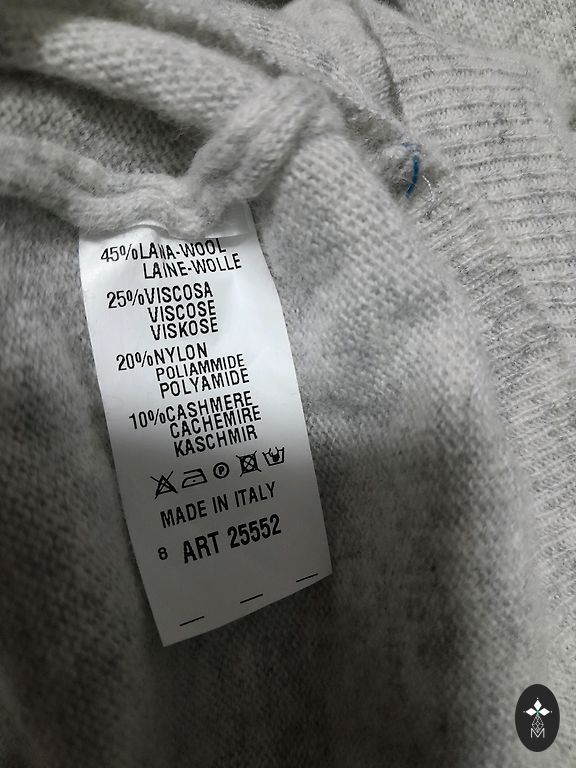 45%LANA-WOOL
LAINE-WOLLE
25%VISCOSA
VISCOSE
VISKOSE
20%NYLON
POLIAMMIDE
POLYAMIDE
10%CASHMERE
CACHEMIRE
KASCHMIR
P
MADE IN ITALY
8 ART 25552
M